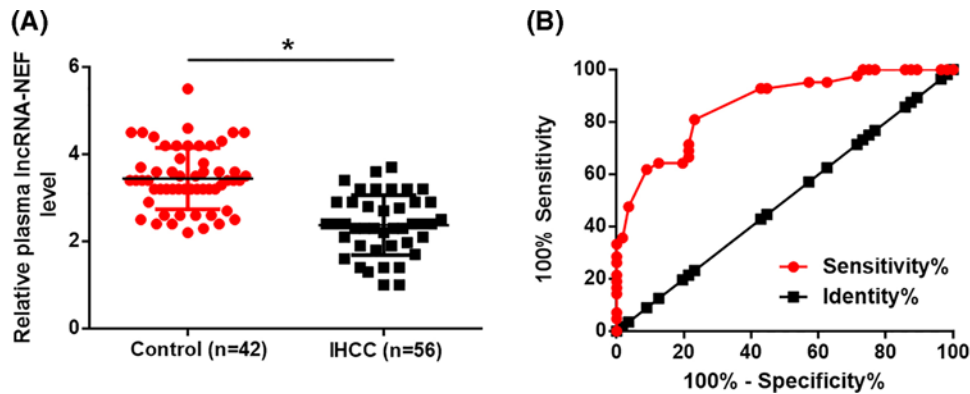 (A)
*
Relative plasma lncRNA-NEF
level
6
4
2
0
Control (n=42)
IHCC (n=56)
(B)
100% Sensitivity
100
80
60
40
20
0
Sensitivity%
Identity%
0
20
40
60
80
100
100% - Specificity%